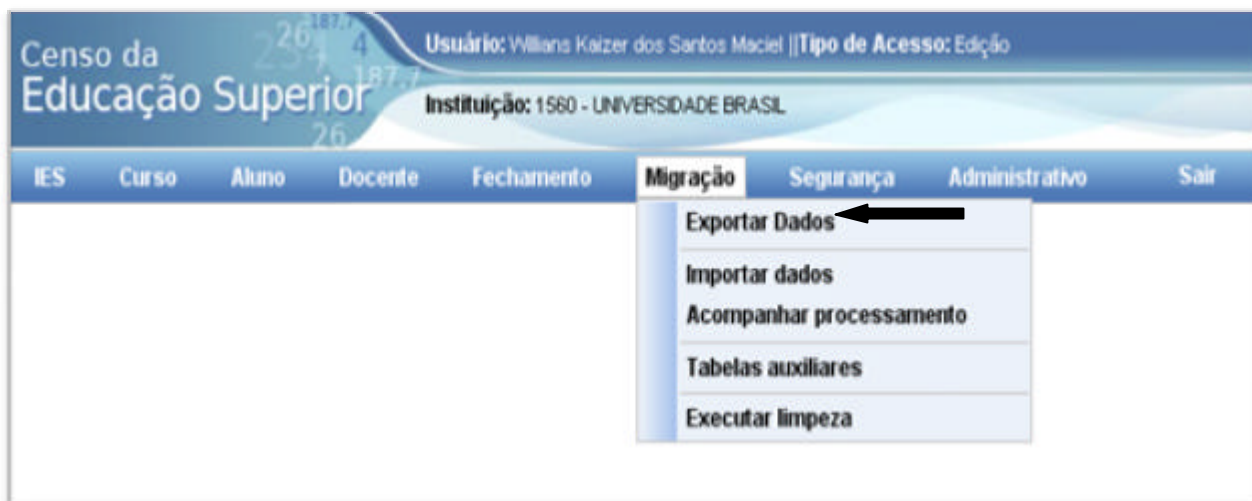 Censo da
Educação Superior
Usuário: Willians Kaizer dos Santos Maciel ||Tipo de Acesso: Edição
Instituição: 1560 - UNIVERSIDADE BRASIL
IES Curso Aluno Docente Fechamento Migração Segurança Administrativo Sair
Exportar Dados
Importar dados
Acompanhar processamento
Tabelas auxiliares
Executar limpeza